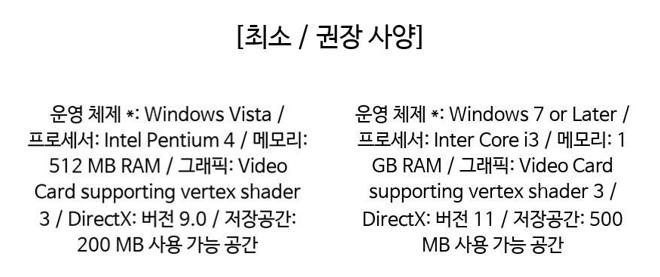 [최소 / 권장 사양]
운영 체제 *: Windows Vista /
프로세서: Intel Pentium 4 / 메모리:
512 MB RAM / 그래픽: Video
Card supporting vertex shader
3 / DirectX: 버전 9.0 / 저장공간:
200 MB 사용 가능 공간
운영 체제 *: Windows 7 or Later /
프로세서: Inter Core i3 / 메모리: 1
GB RAM / 그래픽: Video Card
supporting vertex shader 3 /
DirectX: 버전 11 / 저장공간: 500
MB 사용 가능 공간